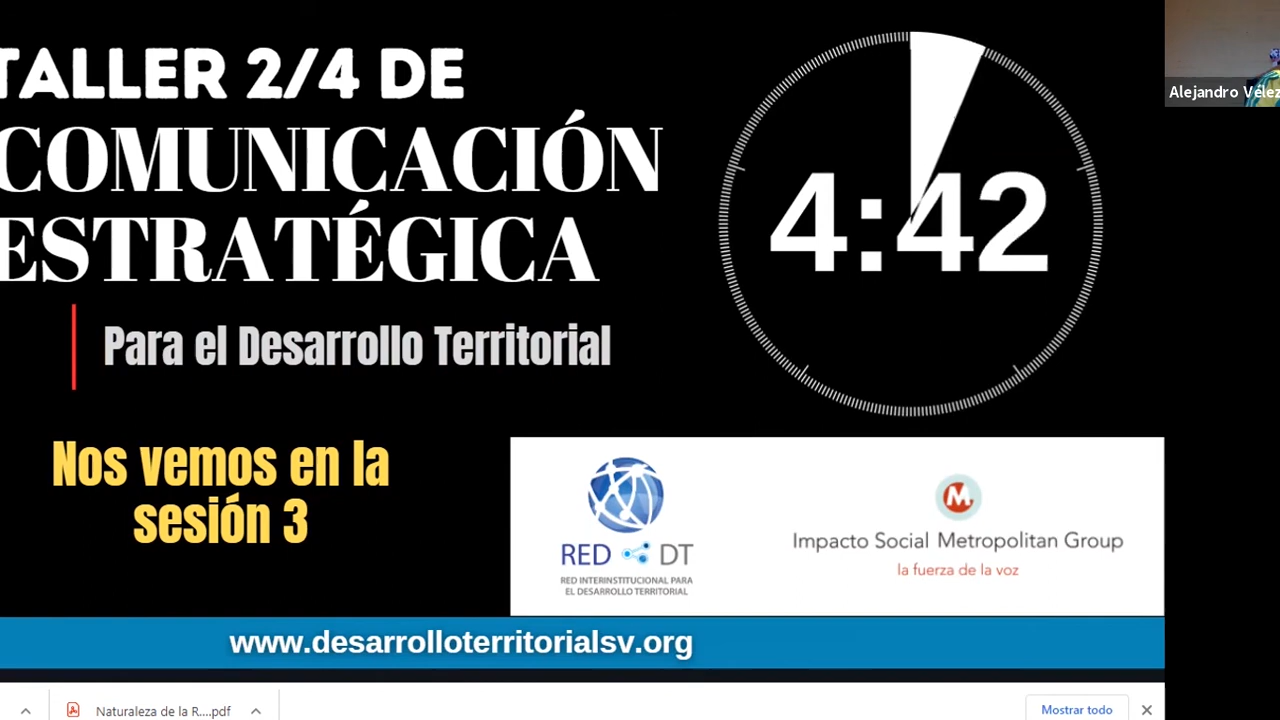 TALLER 2/4 DE
COMUNICACIÓN
ESTRATÉGICA
Para el Desarrollo Territorial
Nos vemos en la
sesión 3
4:42
Alejandro Vélez
RED DT
RED INTERINSTITUCIONAL PARA
EL DESARROLLO TERRITORIAL
M
Impacto Social Metropolitan Group
la fuerza de la voz
www.desarrolloterritorialsv.org
Naturaleza de la R....pdf
Mostrar todo